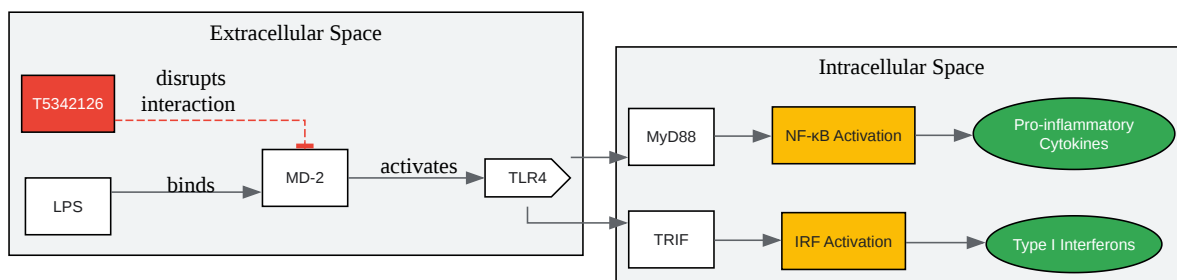 Extracellular Space
T5342126
disrupts
interaction
LPS
binds
MD-2
activates
TLR4
Intracellular Space
MyD88
NF-κB Activation
Pro-inflammatory
Cytokines
TRIF
IRF Activation
Type I Interferons